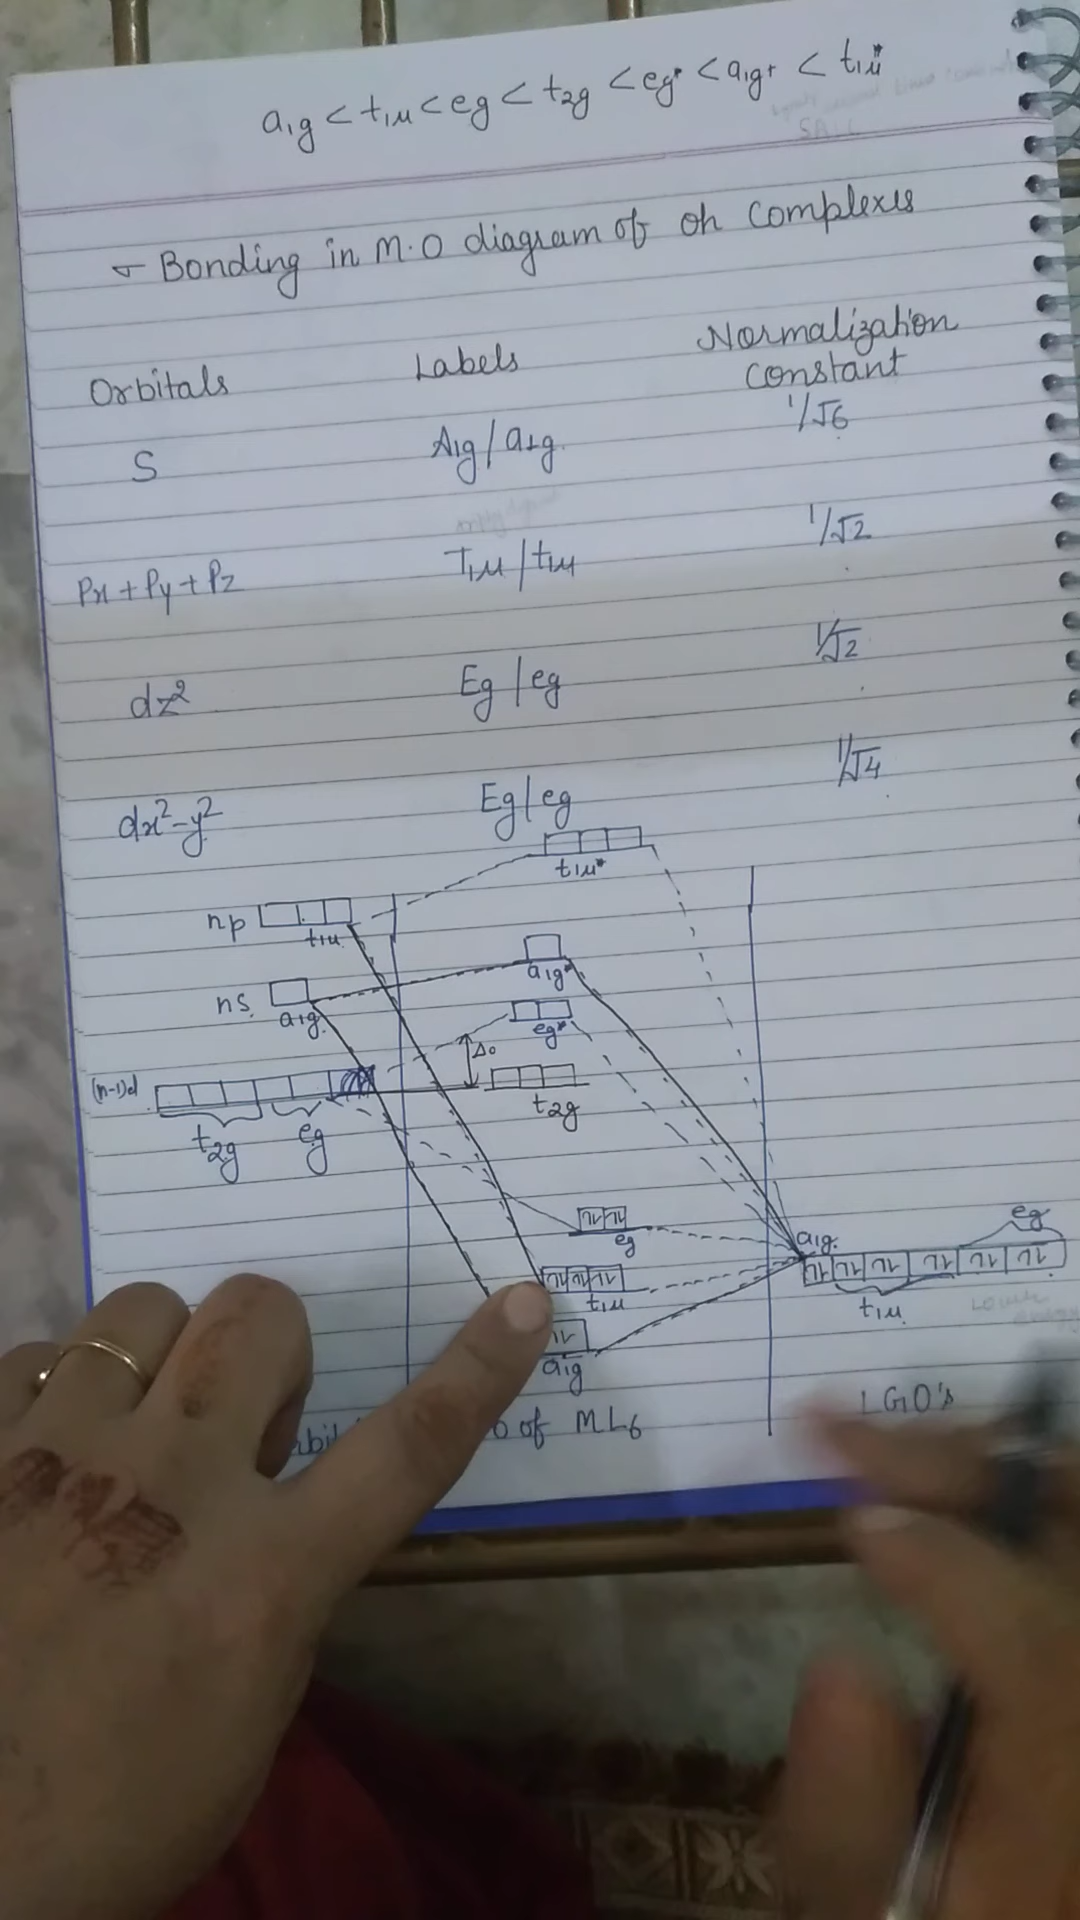 a₁g < t₁u < eg < t₂g < eg* < a₁g* < t₁u*
SALC
σ Bonding in M.O diagram of oh complexes
Orbitals Labels Normalization constant
S A₁g / a₁g 1/√6
Px + Py + Pz T₁u / t₁u 1/√2
dz² Eg / eg 1/√2
dx²-y² Eg / eg 1/√4
t₁u*
np t₁u
a₁g*
ns a₁g
eg*
Δo
(n-1)d
t₂g eg t₂g
eg
a₁g eg
t₁u t₁u
Lower energy
a₁g
of ML₆ LGO's